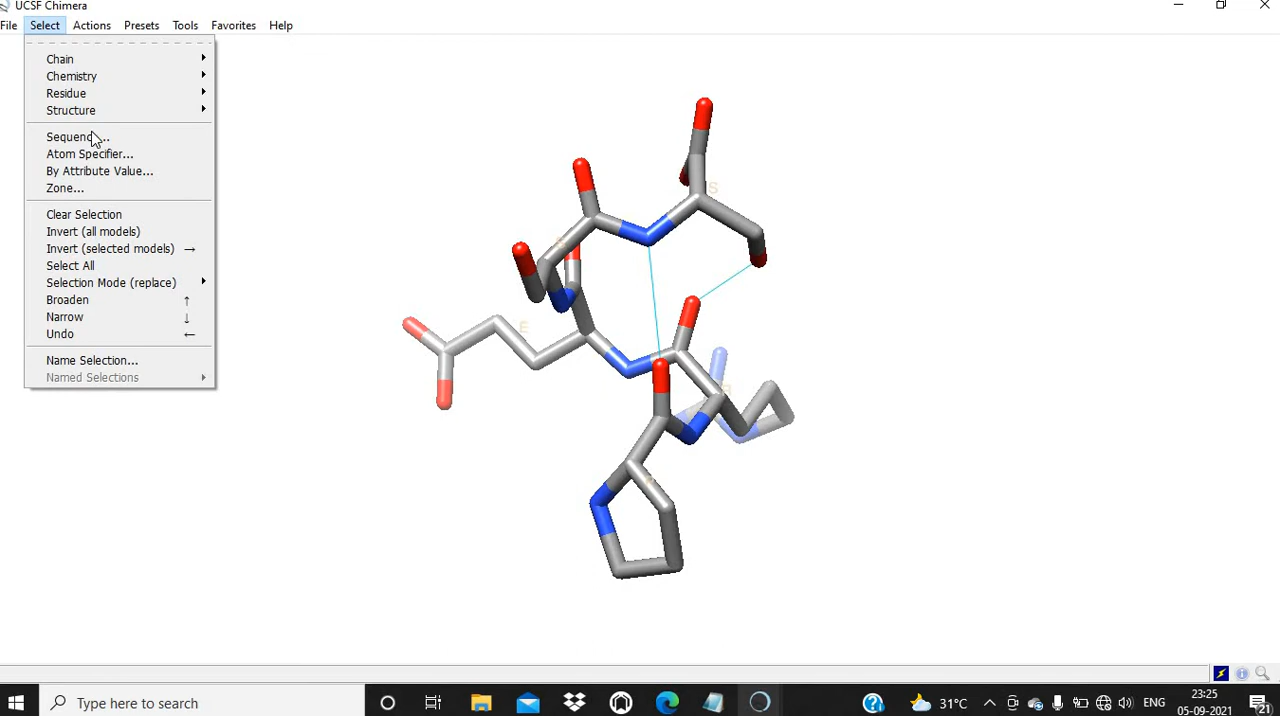 UCSF Chimera
File Select Actions Presets Tools Favorites Help
Chain
Chemistry
Residue
Structure
Atom Specifier...
By Attribute Value...
Zone...
Clear Selection
Invert (all models)
Invert (selected models) →
Select All
Selection Mode (replace)
Broaden ↑
Narrow ↓
Undo ←
Name Selection...
Named Selections
S
E
Type here to search
31°C
ENG
23:25
05-09-2021
21